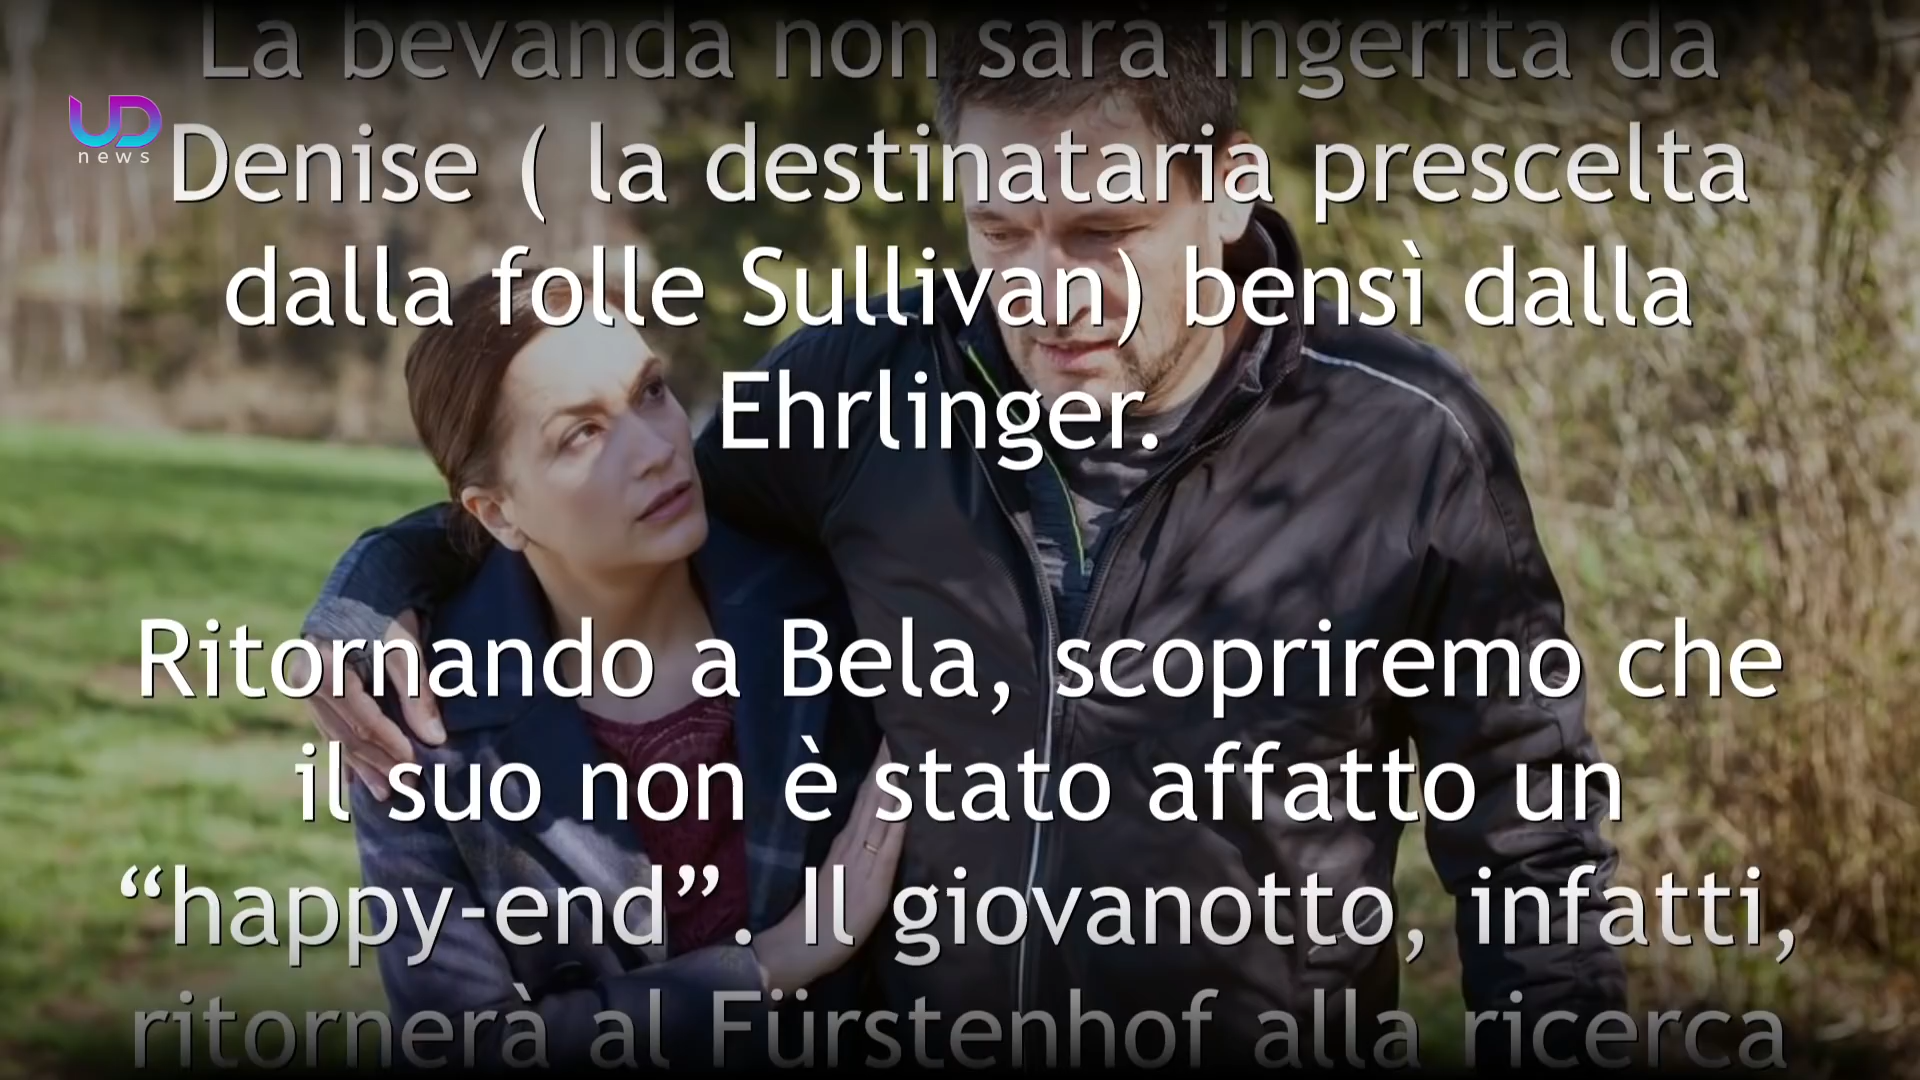 La bevanda non sarà ingerita da
UD
news
Denise ( la destinataria prescelta
dalla folle Sullivan) bensì dalla
Ehrlinger.
Ritornando a Bela, scopriremo che
il suo non è stato affatto un
“happy-end”. Il giovanotto, infatti,
ritornerà al Fürstenhof alla ricerca